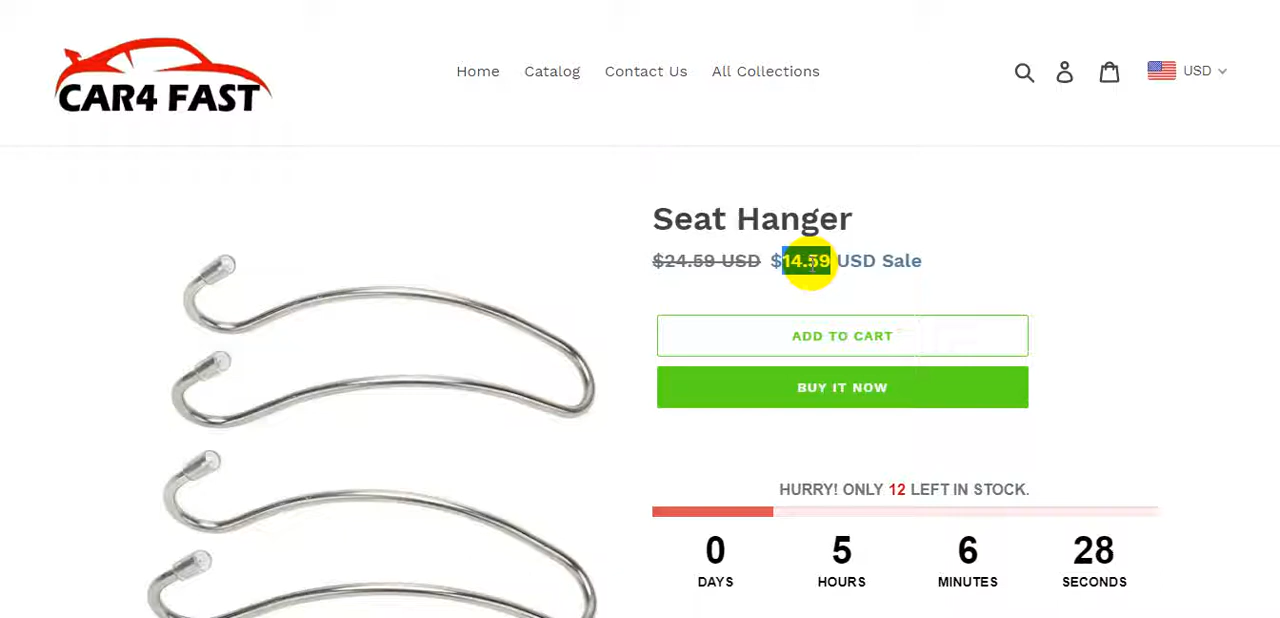 CAR4 FAST
Home Catalog Contact Us All Collections
USD
Seat Hanger
$24.59 USD $14.59 USD Sale
ADD TO CART
BUY IT NOW
HURRY! ONLY 12 LEFT IN STOCK.
0 5 6 28
DAYS HOURS MINUTES SECONDS